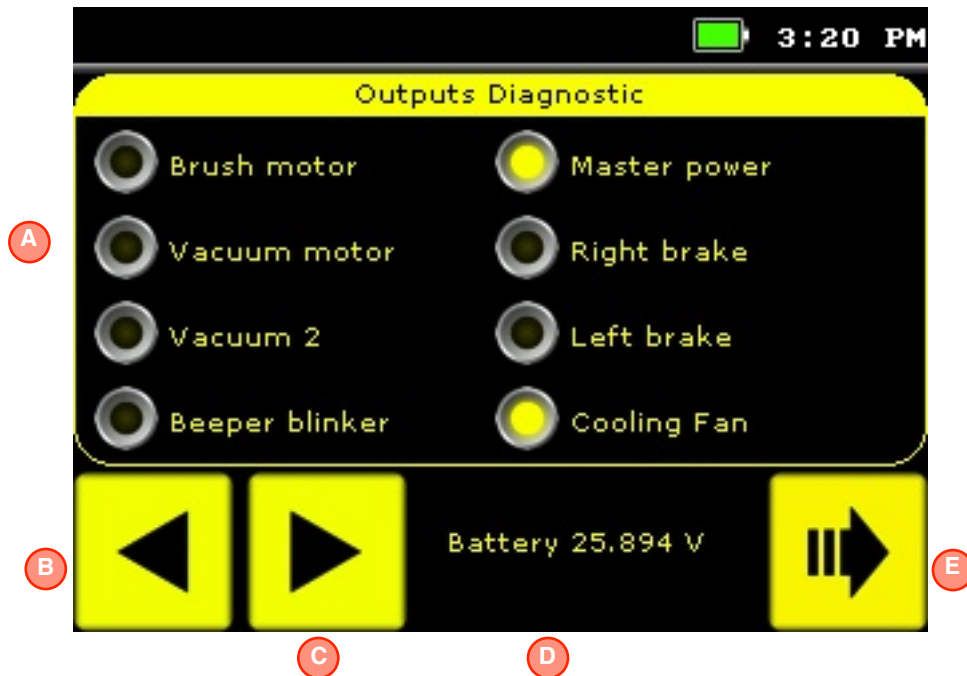 3:20 PM
Outputs Diagnostic
Brush motor
Master power
A
Vacuum motor
Right brake
Vacuum 2
Left brake
Beeper blinker
Cooling Fan
Battery 25.894 V
B
E
C
D